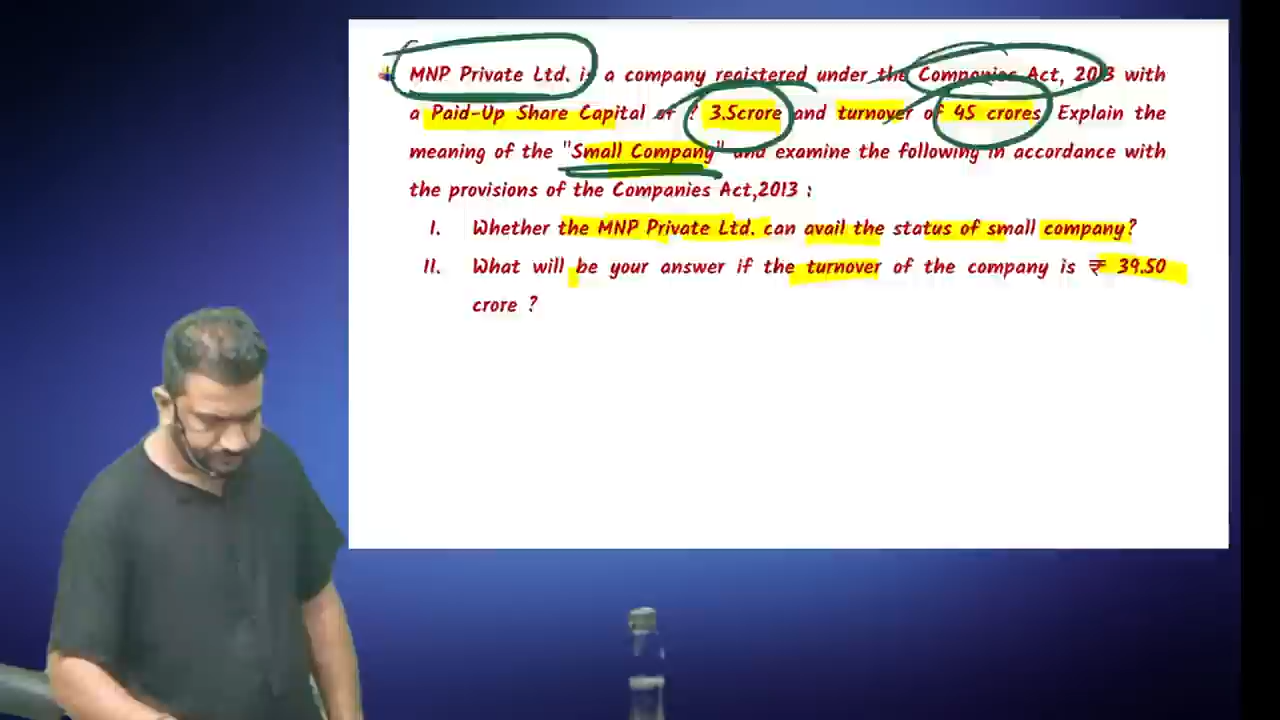 MNP Private Ltd. is a company registered under the Companies Act, 2013 with
a Paid-Up Share Capital of ₹ 3.5crore and turnover of 45 crores Explain the
meaning of the "Small Company" and examine the following in accordance with
the provisions of the Companies Act,2013 :
I. Whether the MNP Private Ltd. can avail the status of small company?
II. What will be your answer if the turnover of the company is ₹ 39.50
crore ?